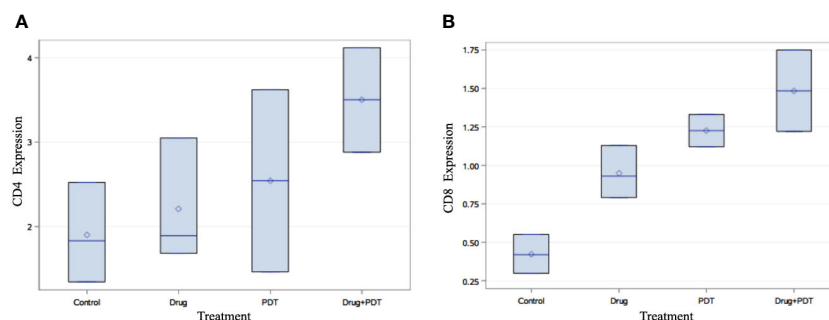 A
CD4 Expression
4
3
2
Control Drug PDT Drug+PDT
Treatment
B
CD8 Expression
1.75
1.50
1.25
1.00
0.75
0.50
0.25
Control Drug PDT Drug+PDT
Treatment